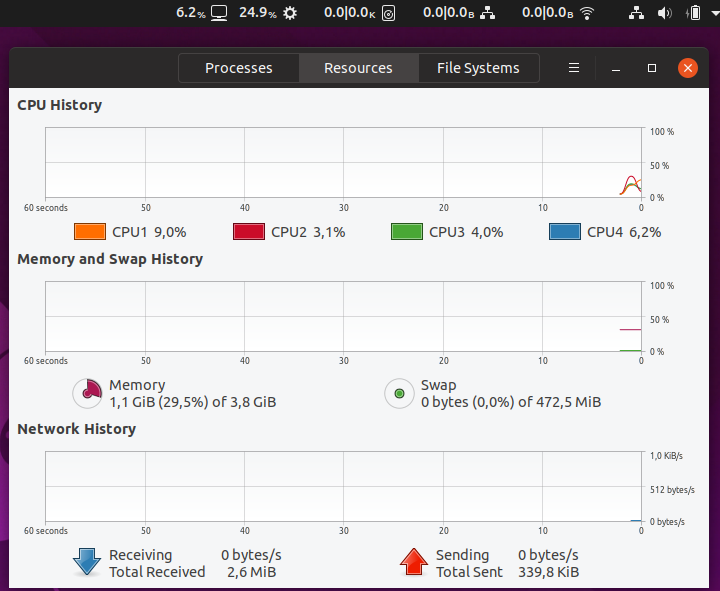 6.2% 24.9% 0.0|0.0K 0.0|0.0B 0.0|0.0B
Processes Resources File Systems
CPU History
100 %
50 %
0 %
60 seconds 50 40 30 20 10 0
CPU1 9,0% CPU2 3,1% CPU3 4,0% CPU4 6,2%
Memory and Swap History
100 %
50 %
0 %
60 seconds 50 40 30 20 10 0
Memory
1,1 GiB (29,5%) of 3,8 GiB
Swap
0 bytes (0,0%) of 472,5 MiB
Network History
1,0 KiB/s
512 bytes/s
0 bytes/s
60 seconds 50 40 30 20 10 0
Receiving 0 bytes/s
Total Received 2,6 MiB
Sending 0 bytes/s
Total Sent 339,8 KiB